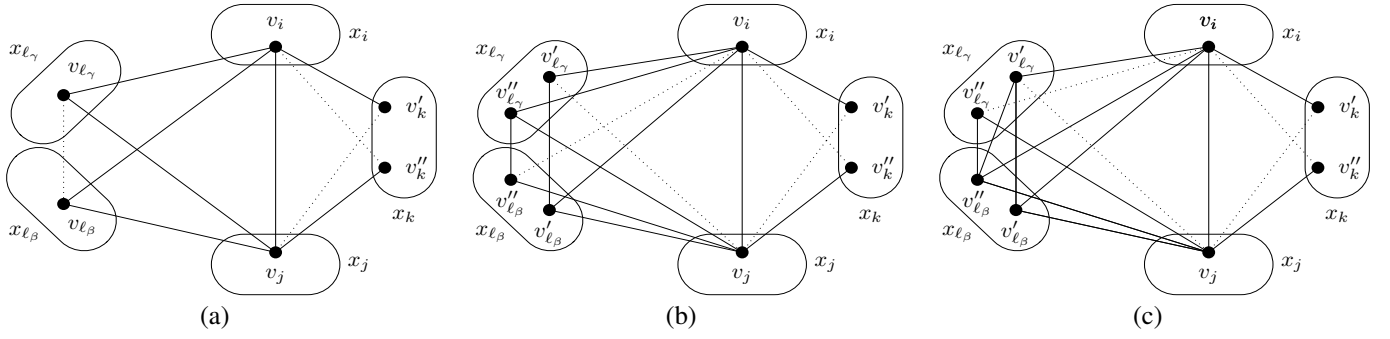 v_i x_i
x_{ℓ_γ} v_{ℓ_γ}
v'_k
v''_k
x_k
x_{ℓ_β} v_{ℓ_β}
v_j x_j
(a)
v_i x_i
x_{ℓ_γ} v'_{ℓ_γ}
v''_{ℓ_γ}
v'_k
v''_k
x_k
v''_{ℓ_β}
x_{ℓ_β} v'_{ℓ_β}
v_j x_j
(b)
v_i x_i
x_{ℓ_γ} v'_{ℓ_γ}
v''_{ℓ_γ}
v'_k
v''_k
x_k
v''_{ℓ_β}
x_{ℓ_β} v'_{ℓ_β}
v_j x_j
(c)